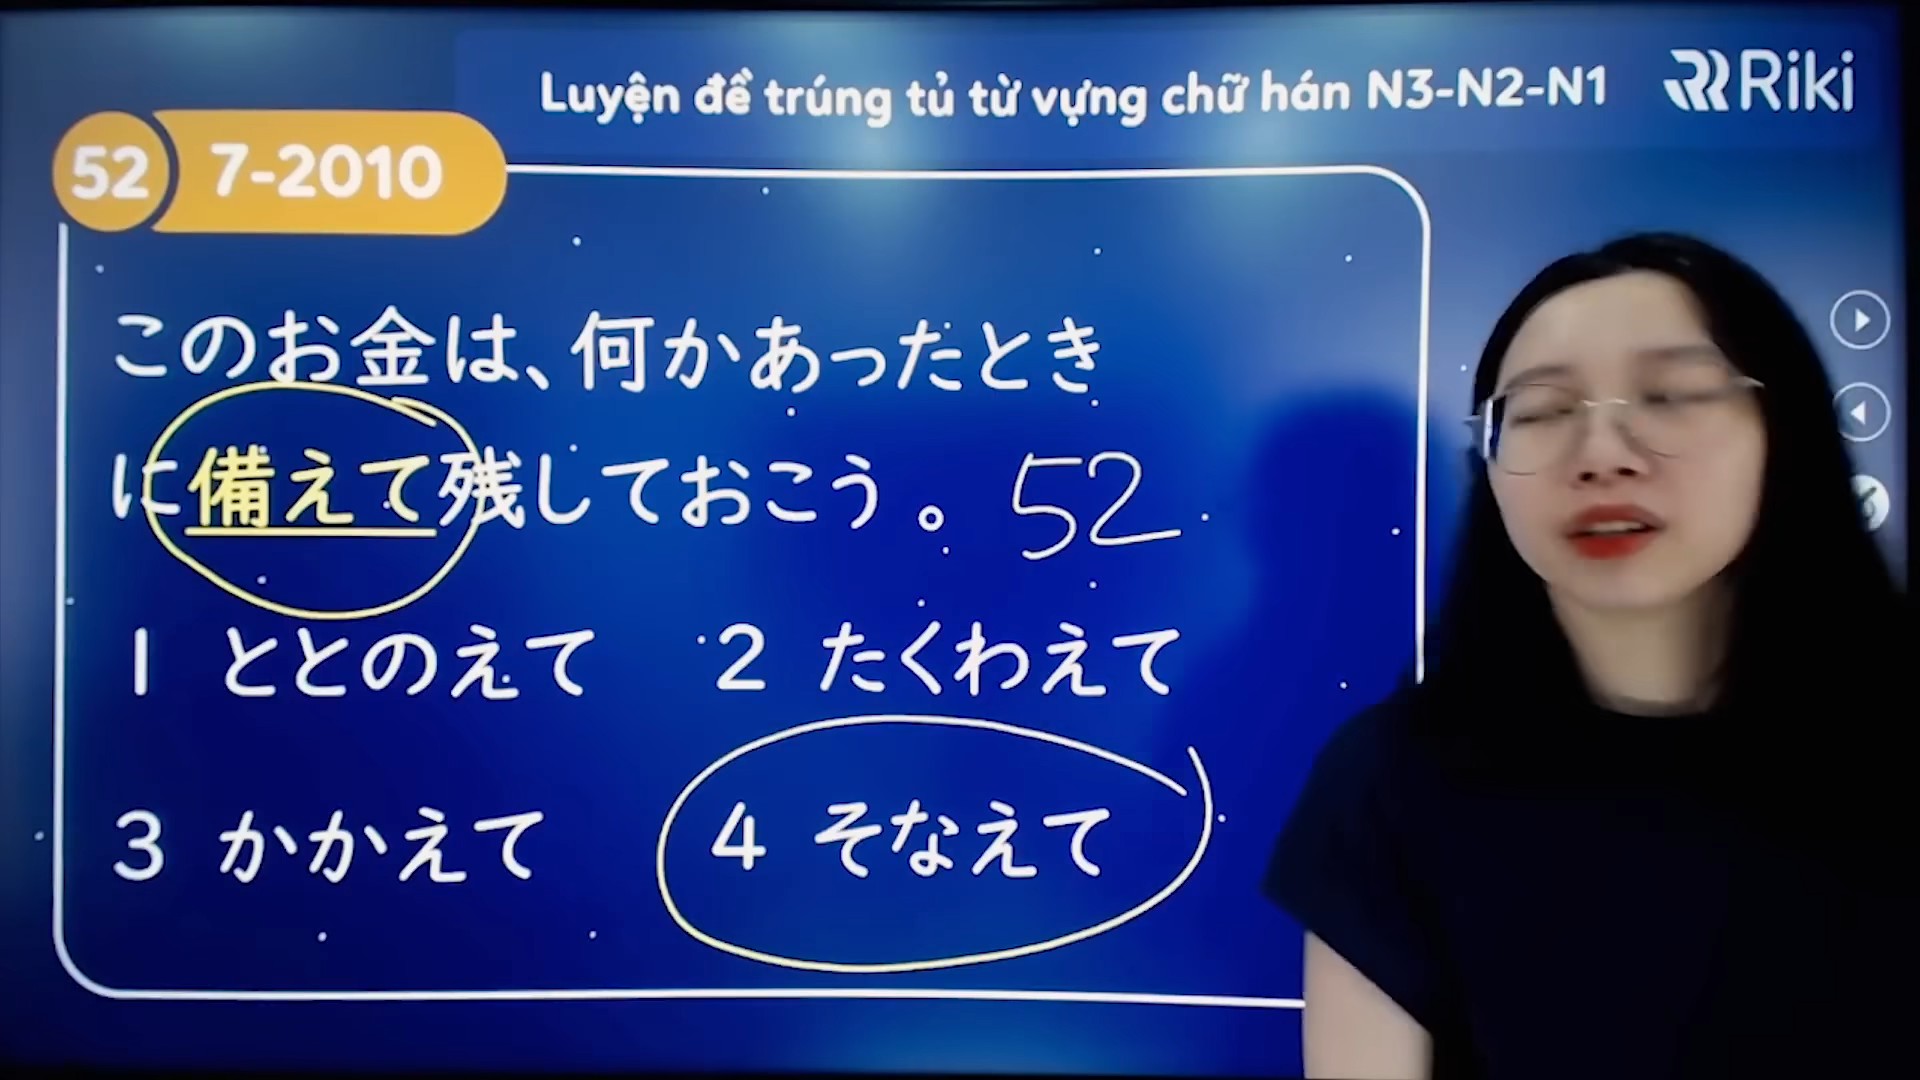 Luyện đề trúng tủ từ vựng chữ hán N3-N2-N1
Riki
52 7-2010
このお金は、何かあったとき
に備えて残しておこう。 52
1 ととのえて 2 たくわえて
3 かかえて 4 そなえて